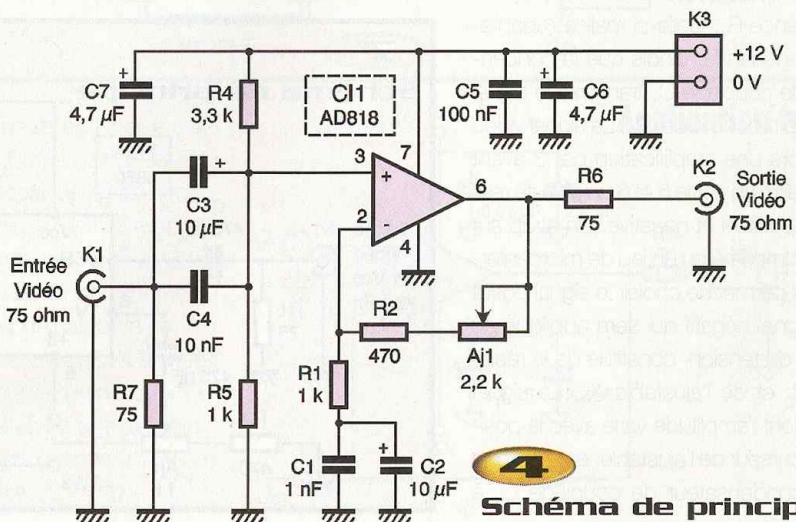 K3
+12 V
0 V
C7
4,7 µF
+
R4
3,3 k
CI1
AD818
C5
100 nF
+
C6
4,7 µF
3
+
7
2
-
4
6
R6
75
K2
Sortie
Vidéo
75 ohm
+
C3
10 µF
K1
Entrée
Vidéo
75 ohm
C4
10 nF
R7
75
R5
1 k
R2
470
Aj1
2,2 k
R1
1 k
C1
1 nF
+
C2
10 µF
4
Schéma de princip